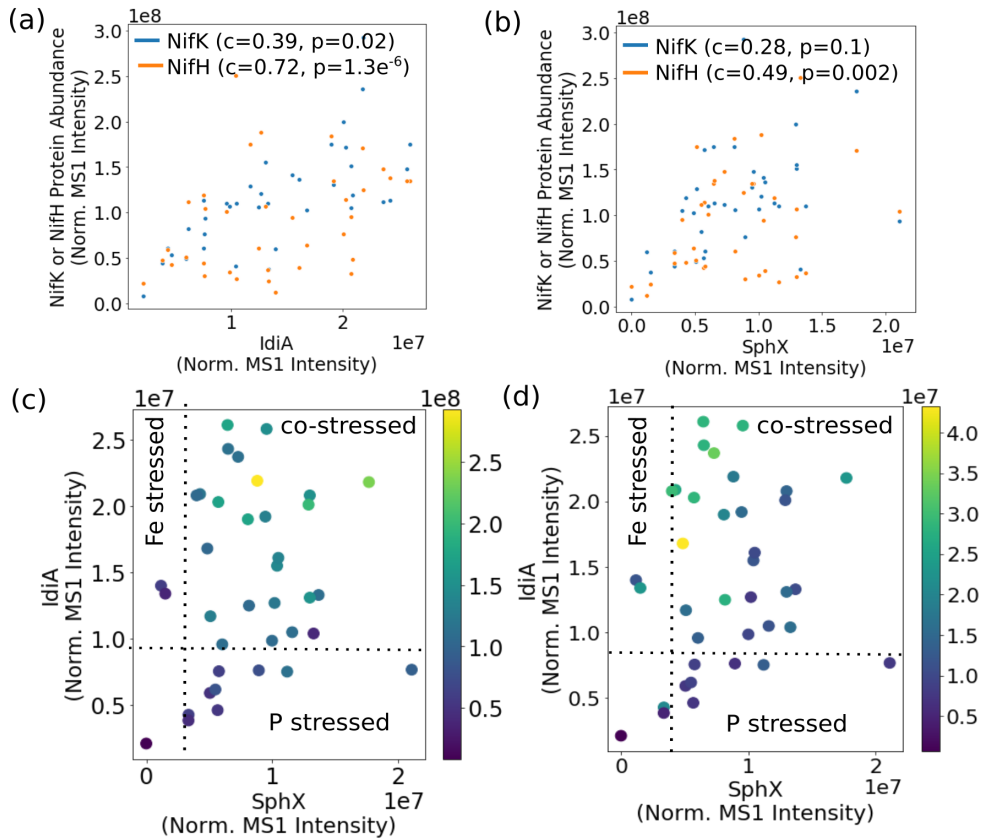 (a)
1e8
NifK (c=0.39, p=0.02)
NifH (c=0.72, p=1.3e-6)
3.0
2.5
2.0
1.5
1.0
0.5
0.0
NifK or NifH Protein Abundance
(Norm. MS1 Intensity)
1
2
1e7
IdiA
(Norm. MS1 Intensity)
(b)
1e8
NifK (c=0.28, p=0.1)
NifH (c=0.49, p=0.002)
3.0
2.5
2.0
1.5
1.0
0.5
0.0
NifK or NifH Protein Abundance
(Norm. MS1 Intensity)
0.0
0.5
1.0
1.5
2.0
1e7
SphX
(Norm. MS1 Intensity)
(c)
1e7
1e8
Fe stressed
co-stressed
P stressed
2.5
2.0
1.5
1.0
0.5
IdiA
(Norm. MS1 Intensity)
0
1
2
1e7
SphX
(Norm. MS1 Intensity)
2.5
2.0
1.5
1.0
0.5
(d)
1e7
1e7
Fe stressed
co-stressed
P stressed
2.5
2.0
1.5
1.0
0.5
IdiA
(Norm. MS1 Intensity)
0
1
2
1e7
SphX
(Norm. MS1 Intensity)
4.0
3.5
3.0
2.5
2.0
1.5
1.0
0.5